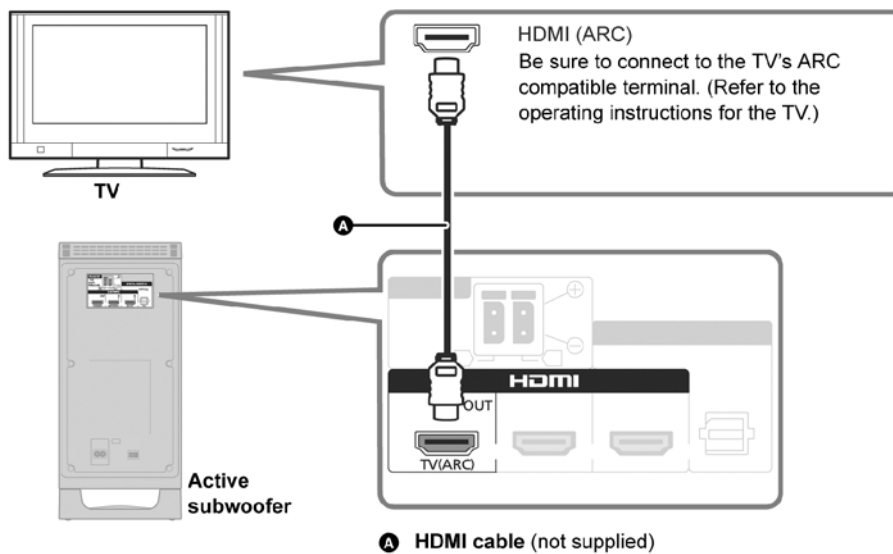 HDMI (ARC)
Be sure to connect to the TV's ARC
compatible terminal. (Refer to the
operating instructions for the TV.)
TV
A
HDMI
OUT
TV(ARC)
Active
subwoofer
A HDMI cable (not supplied)